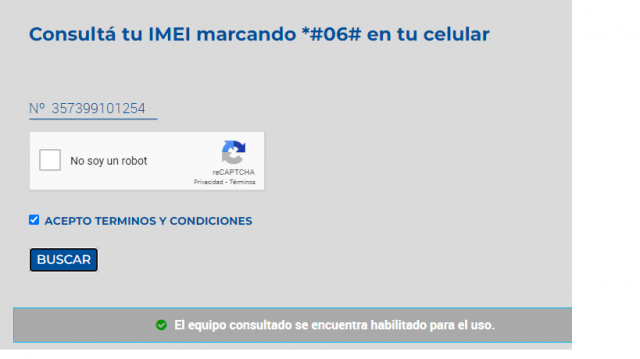 Consultá tu IMEI marcando *#06# en tu celular
Nº 357399101254
No soy un robot
reCAPTCHA
Privacidad - Términos
ACEPTO TERMINOS Y CONDICIONES
BUSCAR
El equipo consultado se encuentra habilitado para el uso.